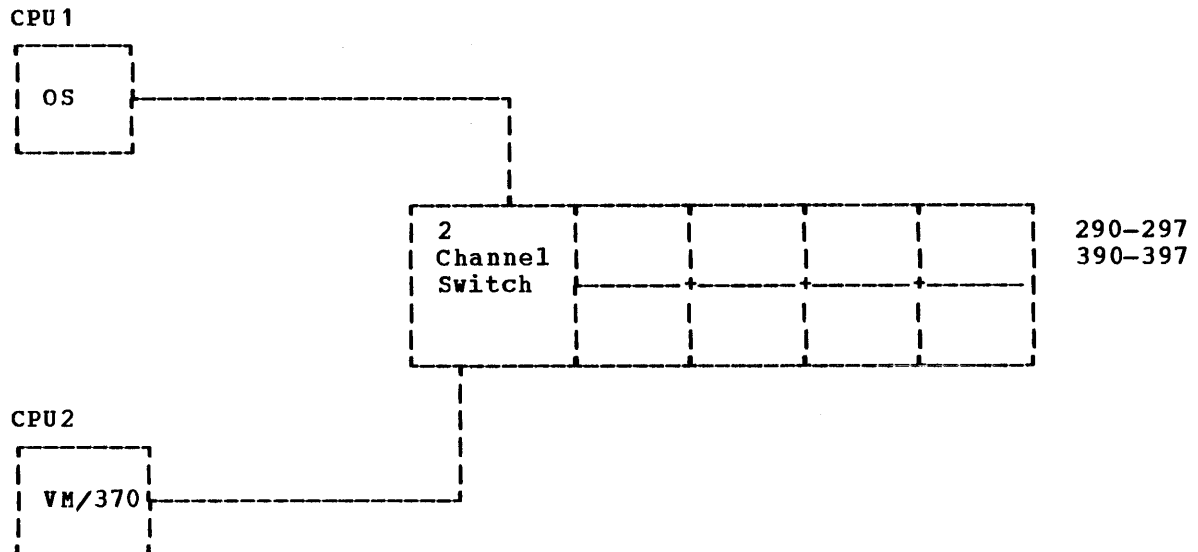 CPU1
OS
2
Channel
Switch
290-297
390-397
CPU2
VM/370